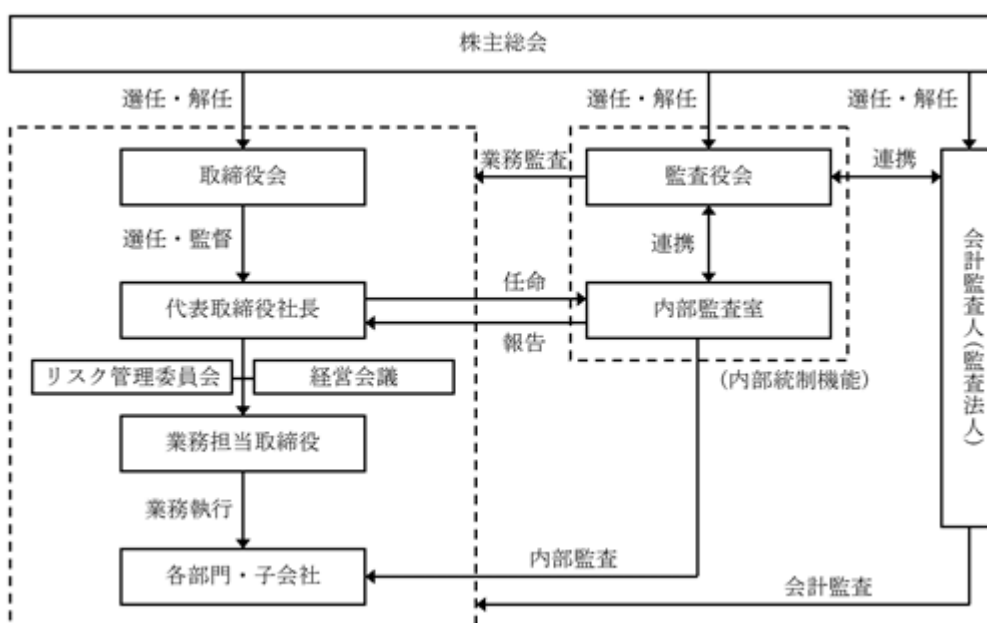 株主総会
選任・解任
選任・解任
選任・解任
取締役会
業務監査
監査役会
連携
選任・監督
連携
代表取締役社長
任命
報告
内部監査室
会計監査人(監査法人)
リスク管理委員会
経営会議
(内部統制機能)
業務担当取締役
業務執行
各部門・子会社
内部監査
会計監査